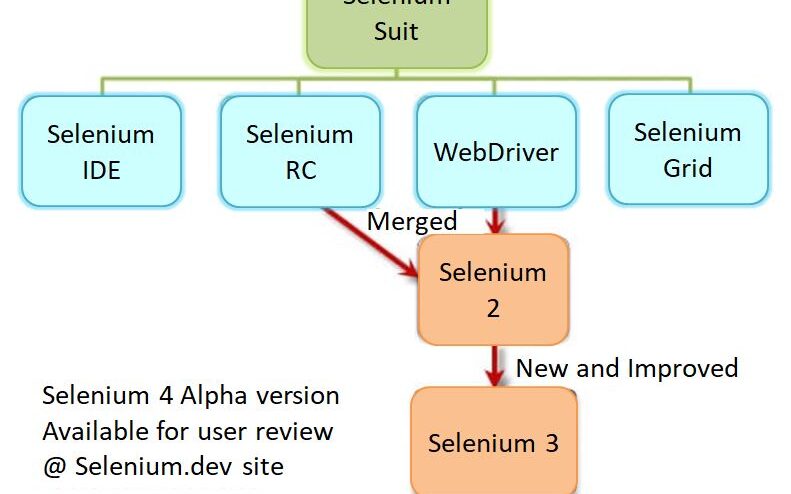 Selenium
Suit
Selenium
IDE
Selenium
RC
WebDriver
Selenium
Grid
Merged
Selenium
2
New and Improved
Selenium 3
Selenium 4 Alpha version
Available for user review
@ Selenium.dev site